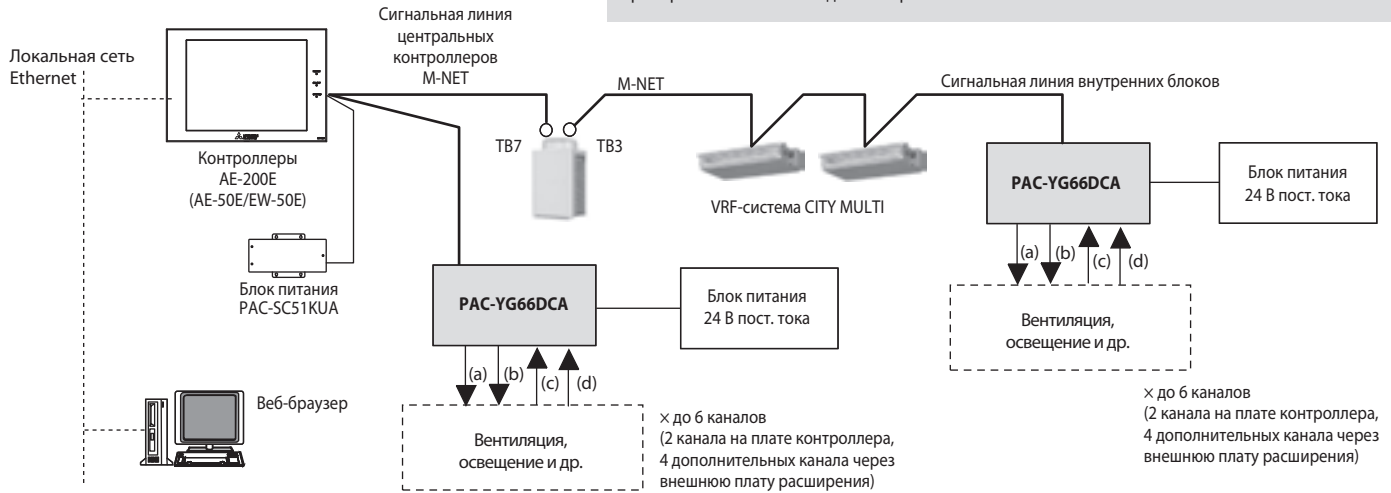 Сигнальная линия
центральных
контроллеров
M-NET
Локальная сеть
Ethernet
M-NET
Сигнальная линия внутренних блоков
TB7
TB3
Контроллеры
AE-200E
(AE-50E/EW-50E)
VRF-система CITY MULTI
PAC-YG66DCA
Блок питания
24 В пост. тока
(a)
(b)
(c)
(d)
Вентиляция,
освещение и др.
× до 6 каналов
(2 канала на плате контроллера,
4 дополнительных канала через
внешнюю плату расширения)
Блок питания
PAC-SC51KUA
PAC-YG66DCA
Блок питания
24 В пост. тока
(a)
(b)
(c)
(d)
Вентиляция,
освещение и др.
× до 6 каналов
(2 канала на плате контроллера,
4 дополнительных канала через
внешнюю плату расширения)
Веб-браузер